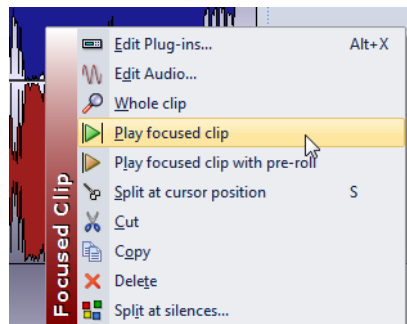 Edit Plug-ins... Alt+X
Edit Audio...
Whole clip
Play focused clip
Play focused clip with pre-roll
Split at cursor position S
Cut
Copy
Delete
Split at silences...
Focused Clip